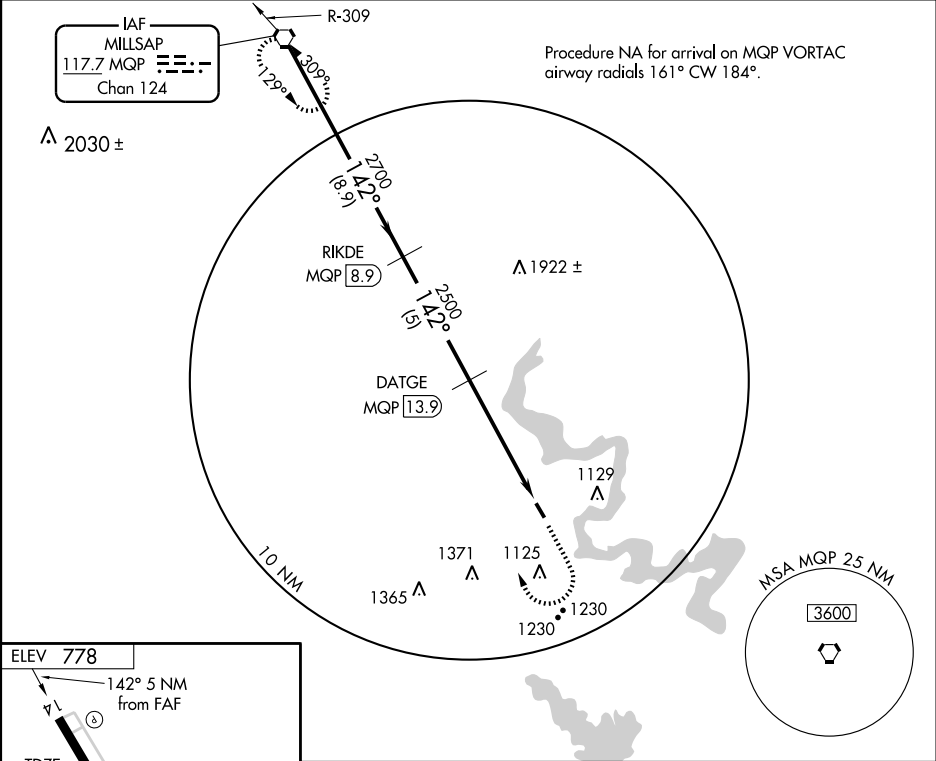 IAF
MILLSAP
117.7 MQP
Chan 124
R-309
Procedure NA for arrival on MQP VORTAC
airway radials 161° CW 184°.
309°
129°
2030 ±
2700
142°
(8.9)
RIKDE
MQP 8.9
1922 ±
2500
142°
(5)
DATGE
MQP 13.9
1129
1371
1125
1365
1230
1230
10 NM
MSA MQP 25 NM
3600
ELEV 778
142° 5 NM
from FAF
14
P